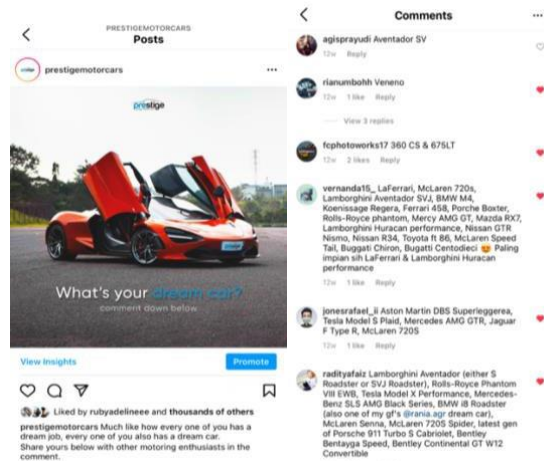 PRESTIGEMOTORCARS
Posts
prestigemotorcars
prestige
What's your dream car?
comment down below
View Insights
Promote
Liked by rubyadelineee and thousands of others
prestigemotorcars Much like how every one of you has a
dream job, every one of you also has a dream car.
Share yours below with other motoring enthusiasts in the
comment.
Comments
agisprayudi Aventador SV
12w Reply
rianumbohh Veneno
12w 1 like Reply
View 3 replies
fcphotoworks17 360 CS & 675LT
12w 2 likes Reply
vernanda15_ LaFerrari, McLaren 720s,
Lamborghini Aventador SVJ, BMW M4,
Koenissage Regera, Ferrari 458, Porche Boxter,
Rolls-Royce phantom, Mercy AMG GT, Mazda RX7,
Lamborghini Huracan performance, Nissan GTR
Nismo, Nissan R34, Toyota ft 86, McLaren Speed
Tail, Buggati Chiron, Bugatti Centodieci 😍 Paling
impian sih LaFerrari & Lamborghini Huracan
performance
12w 1 like Reply
jonesrafael_ii Aston Martin DBS Superleggerea,
Tesla Model S Plaid, Mercedes AMG GTR, Jaguar
F Type R, McLaren 720S
12w 1 like Reply
radityafaiz Lamborghini Aventador (either S
Roadster or SVJ Roadster), Rolls-Royce Phantom
VIII EWB, Tesla Model X Performance, Mercedes-
Benz SLS AMG Black Series, BMW i8 Roadster
(also one of my gf's @rania.agr dream car),
McLaren Senna, McLaren 720S Spider, latest gen
of Porsche 911 Turbo S Cabriolet, Bentley
Bentayga Speed, Bentley Continental GT W12
Convertible